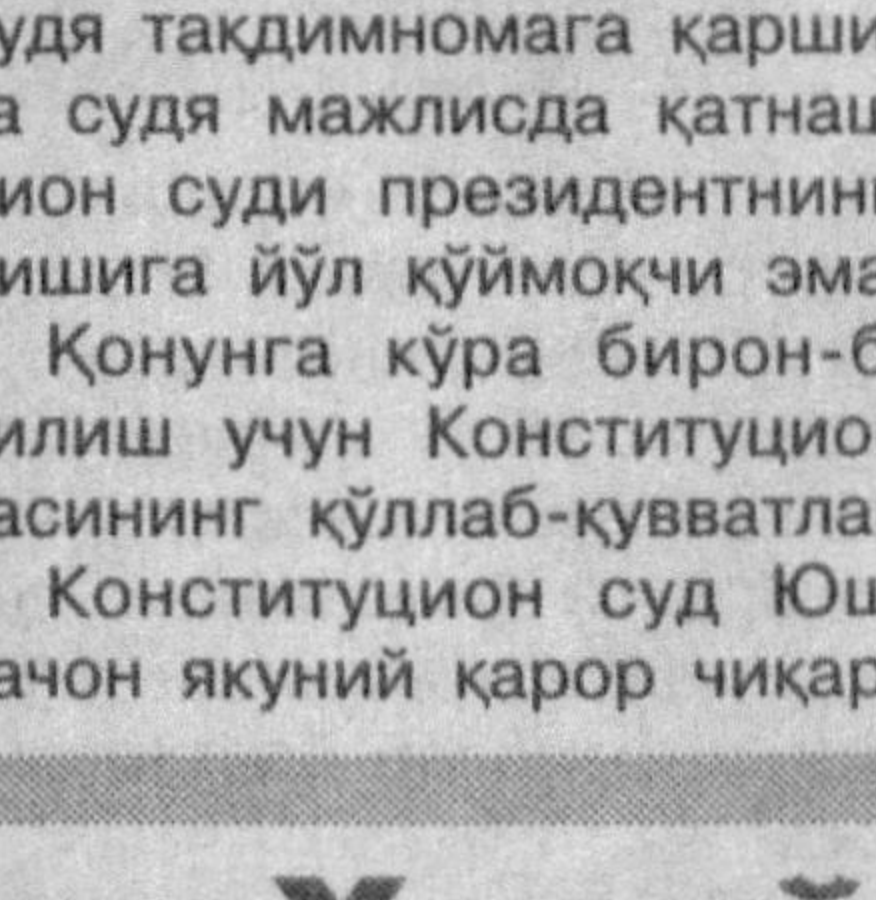 удя тақдимномага қарши
а судя мажлисда қатнаш
ион суди президентнинг
ишига йўл қўймоқчи эма
Қонунга кўра бирон-б
илиш учун Конституцио
асининг қўллаб-қувватла
Конституцион суд Юш
ачон якуний қарор чиқар